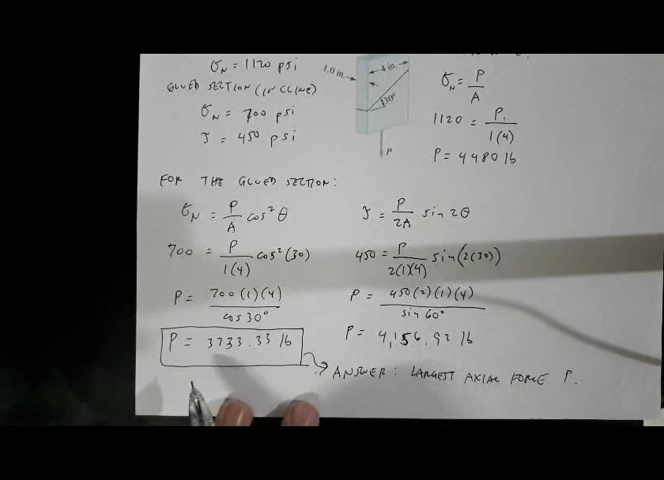 σN = 1120 psi
GLUED SECTION (INCLINE)
σN = 700 psi
τ = 450 psi
1.0 in.
4 in.
30°
P
σN = P/A
1120 = P/1(4)
P = 4480 lb
FOR THE GLUED SECTION:
σN = P/A cos²θ
τ = P/2A sin 2θ
700 = P/1(4) cos²(30)
450 = P/2(1)(4) sin(2(30))
P = 700(1)(4)/cos 30°
P = 450(2)(1)(4)/sin 60°
P = 3733.33 lb
P = 4,156.92 lb
ANSWER: LARGEST AXIAL FORCE P.